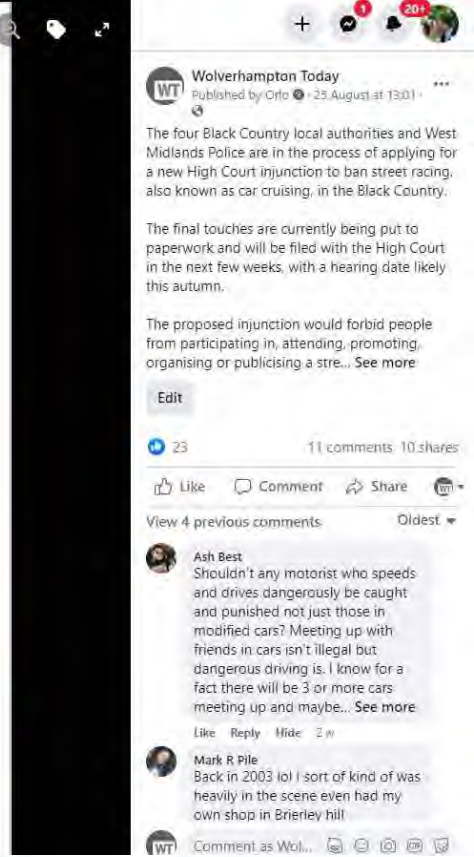 1 20+
WT Wolverhampton Today
Published by Orlo · 23 August at 13:01 ·
The four Black Country local authorities and West
Midlands Police are in the process of applying for
a new High Court injunction to ban street racing,
also known as car cruising, in the Black Country.
The final touches are currently being put to
paperwork and will be filed with the High Court
in the next few weeks, with a hearing date likely
this autumn.
The proposed injunction would forbid people
from participating in, attending, promoting,
organising or publicising a stre... See more
Edit
23 11 comments 10 shares
Like Comment Share WT
View 4 previous comments Oldest
Ash Best
Shouldn't any motorist who speeds
and drives dangerously be caught
and punished not just those in
modified cars? Meeting up with
friends in cars isn't illegal but
dangerous driving is. I know for a
fact there will be 3 or more cars
meeting up and maybe... See more
Like Reply Hide 2 w
Mark R Pile
Back in 2003 lol I sort of kind of was
heavily in the scene even had my
own shop in Brierley hill
WT Comment as Wol... GIF